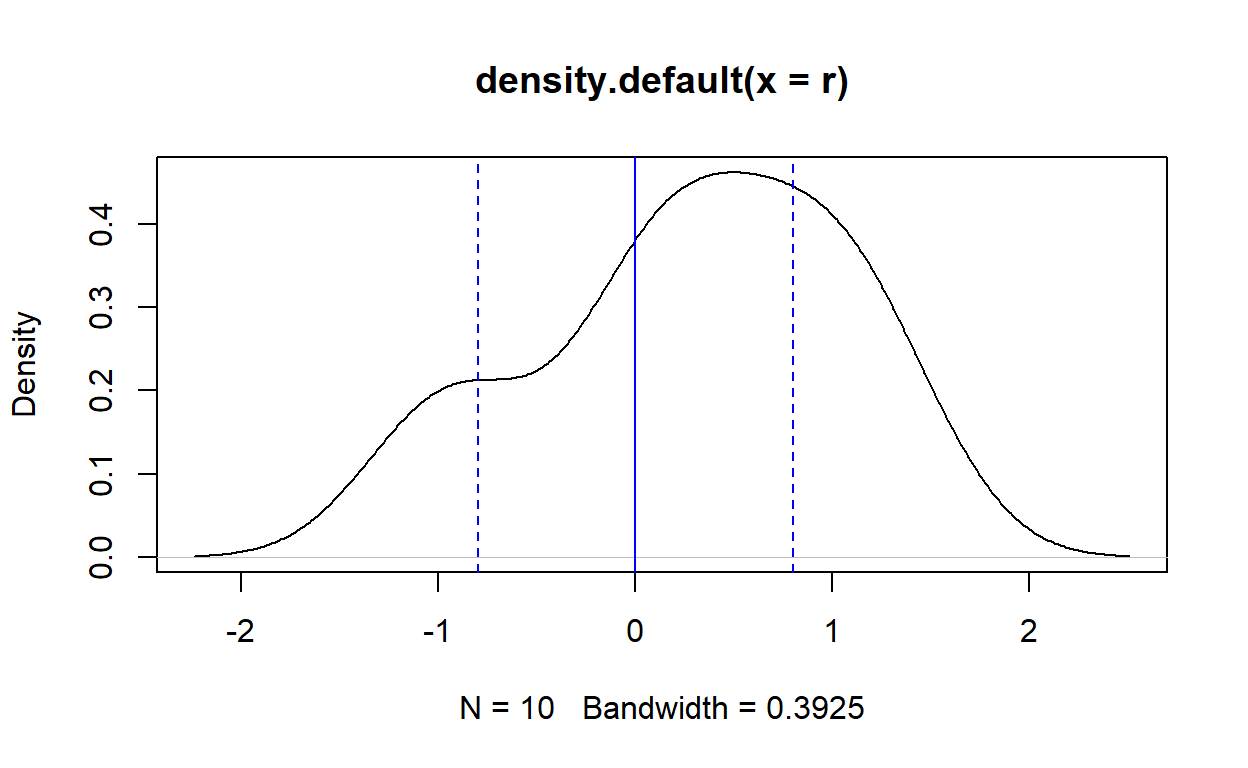 density.default(x = r)
Density
0.0 0.1 0.2 0.3 0.4
-2 -1 0 1 2
N = 10 Bandwidth = 0.3925